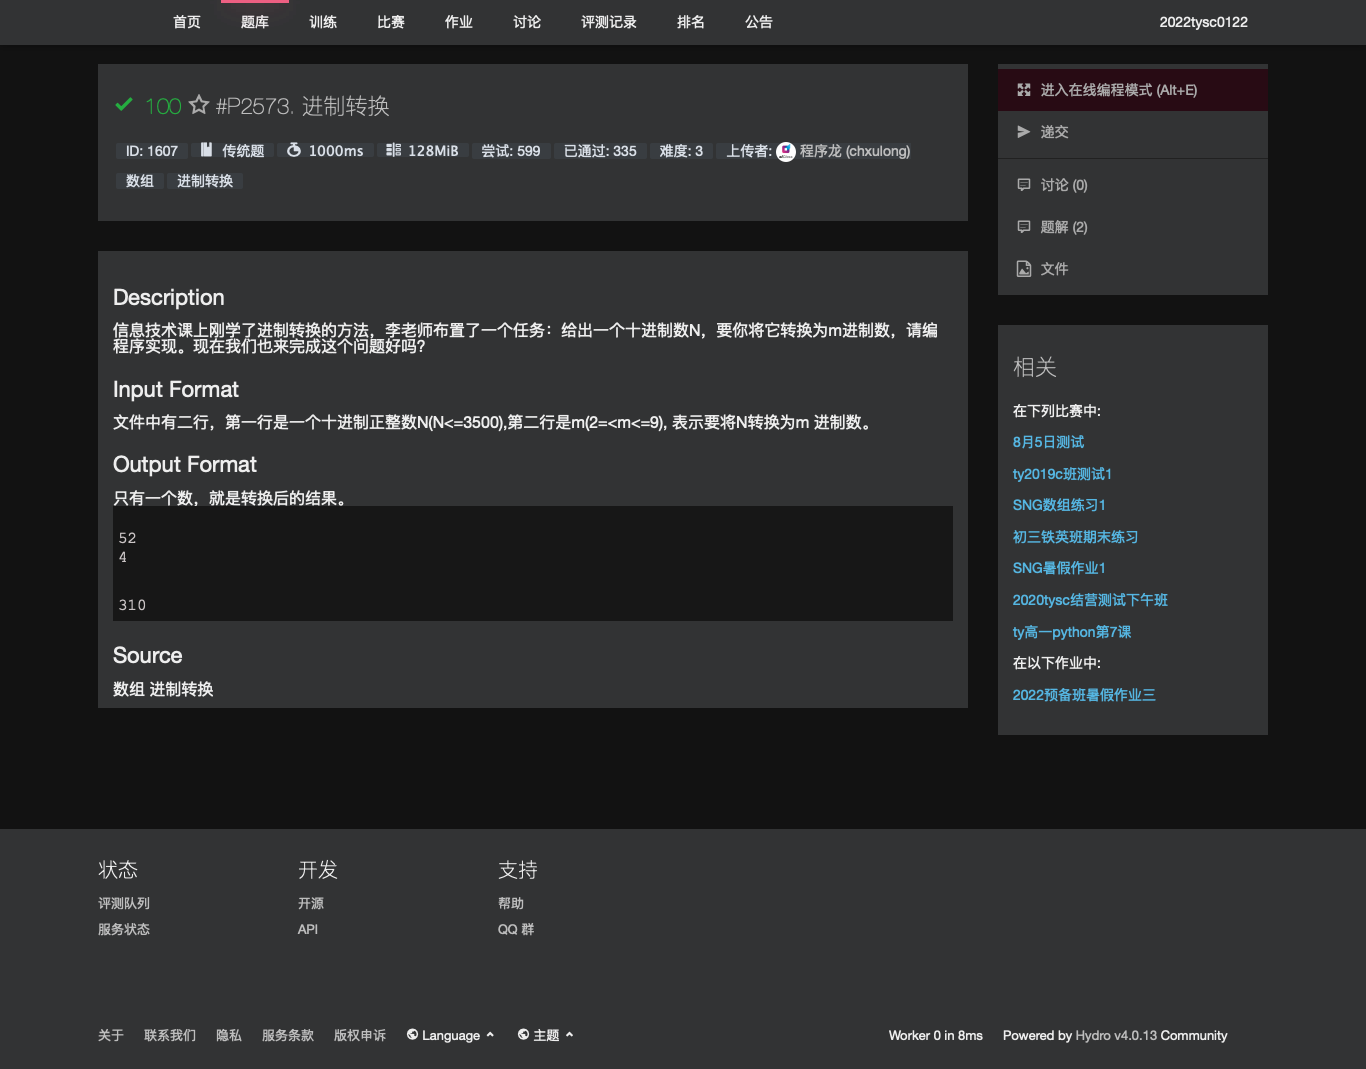 首页 题库 训练 比赛 作业 讨论 评测记录 排名 公告 2022tysc0122
100 #P2573. 进制转换
ID: 1607 传统题 1000ms 128MiB 尝试: 599 已通过: 335 难度: 3 上传者: 程序龙 (chxulong)
数组 进制转换
Description
信息技术课上刚学了进制转换的方法，李老师布置了一个任务：给出一个十进制数N，要你将它转换为m进制数，请编
程序实现。现在我们也来完成这个问题好吗？
Input Format
文件中有二行，第一行是一个十进制正整数N(N<=3500),第二行是m(2=<m<=9), 表示要将N转换为m 进制数。
Output Format
只有一个数，就是转换后的结果。
52
4
310
Source
数组 进制转换
进入在线编程模式 (Alt+E)
递交
讨论 (0)
题解 (2)
文件
相关
在下列比赛中:
8月5日测试
ty2019c班测试1
SNG数组练习1
初三铁英班期末练习
SNG暑假作业1
2020tysc结营测试下午班
ty高一python第7课
在以下作业中:
2022预备班暑假作业三
状态
评测队列
服务状态
开发
开源
API
支持
帮助
QQ 群
关于 联系我们 隐私 服务条款 版权申诉 Language 主题 Worker 0 in 8ms Powered by Hydro v4.0.13 Community